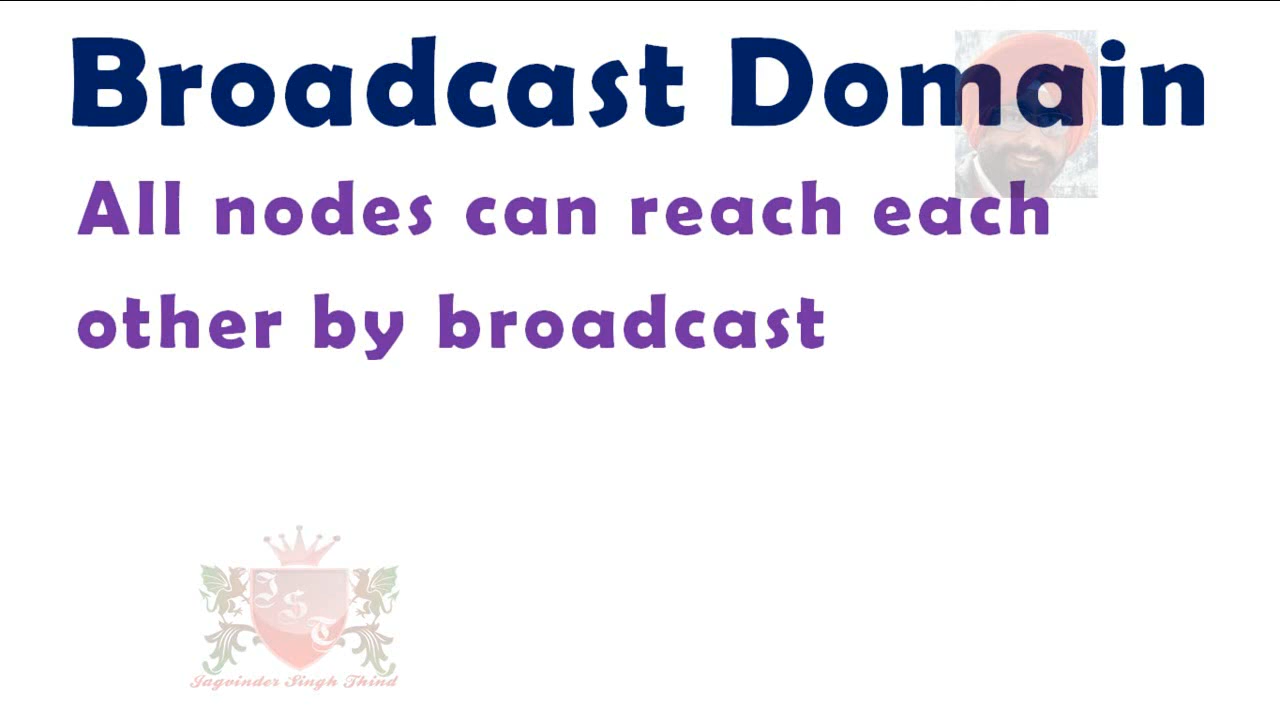 Broadcast Domain
All nodes can reach each
other by broadcast
J S T
Jagvinder Singh Thind